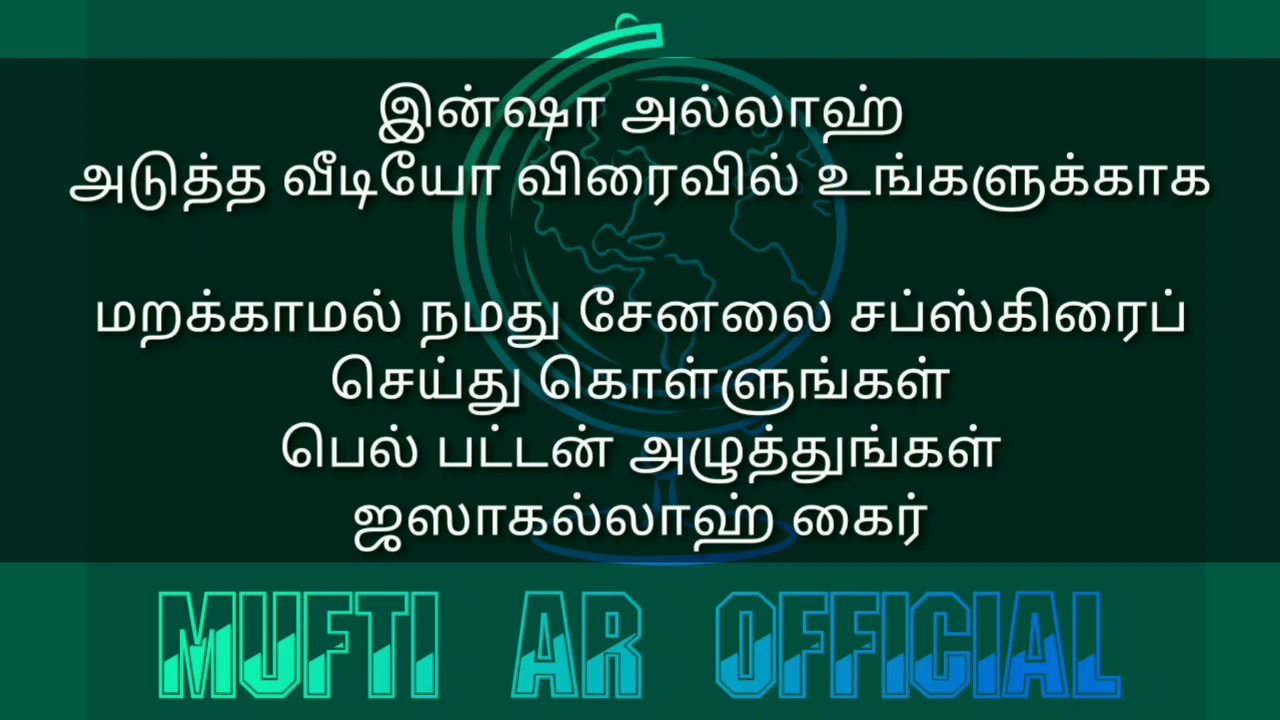 இன்ஷா அல்லாஹ்
அடுத்த வீடியோ விரைவில் உங்களுக்காக
மறக்காமல் நமது சேனலை சப்ஸ்கிரைப்
செய்து கொள்ளுங்கள்
பெல் பட்டன் அழுத்துங்கள்
ஜஸாகல்லாஹ் கைர்
MUFTI AR OFFICIAL